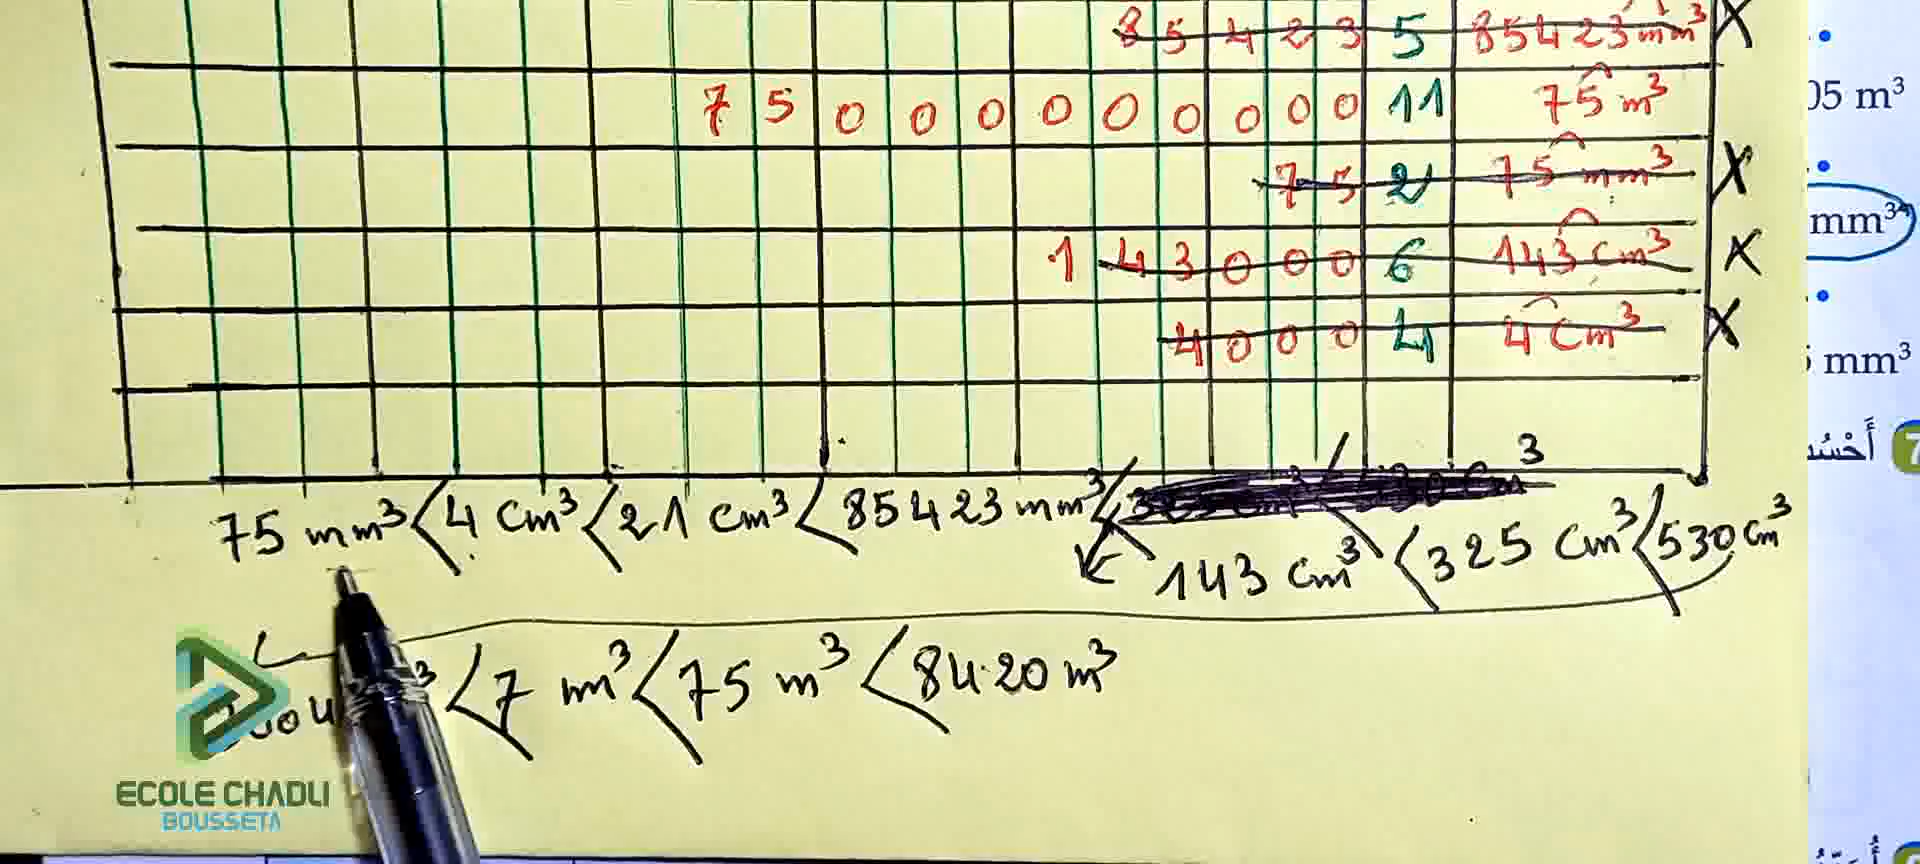 8 5 4 2 3 5 85423 mm³ X
7 5 0 0 0 0 0 0 0 0 0 11 75 m³
7 5 2 75 mm³ X
1 4 3 0 0 0 6 143 cm³ X
4 0 0 0 4 4 cm³ X
05 m³
mm³
mm³
7
75 mm³ < 4 cm³ < 21 cm³ < 85423 mm³ <
143 cm³ < 325 cm³ < 530 cm³
< 7 m³ < 75 m³ < 8420 m³
ECOLE CHADLI
BOUSSETA